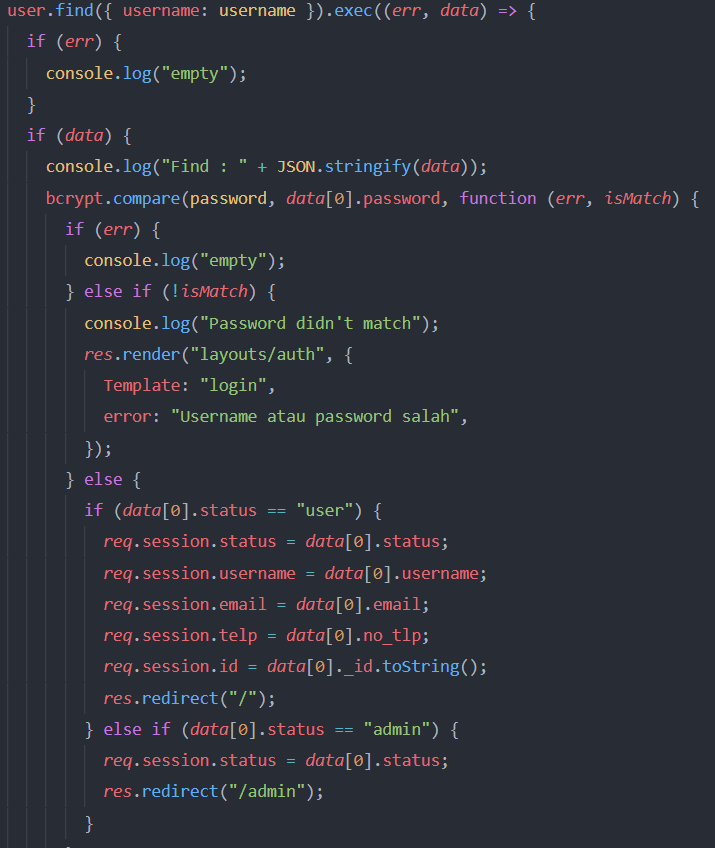 user.find({ username: username }).exec((err, data) => {
if (err) {
console.log("empty");
}
if (data) {
console.log("Find : " + JSON.stringify(data));
bcrypt.compare(password, data[0].password, function (err, isMatch) {
if (err) {
console.log("empty");
} else if (!isMatch) {
console.log("Password didn't match");
res.render("layouts/auth", {
Template: "login",
error: "Username atau password salah",
});
} else {
if (data[0].status == "user") {
req.session.status = data[0].status;
req.session.username = data[0].username;
req.session.email = data[0].email;
req.session.telp = data[0].no_tlp;
req.session.id = data[0]._id.toString();
res.redirect("/");
} else if (data[0].status == "admin") {
req.session.status = data[0].status;
res.redirect("/admin");
}